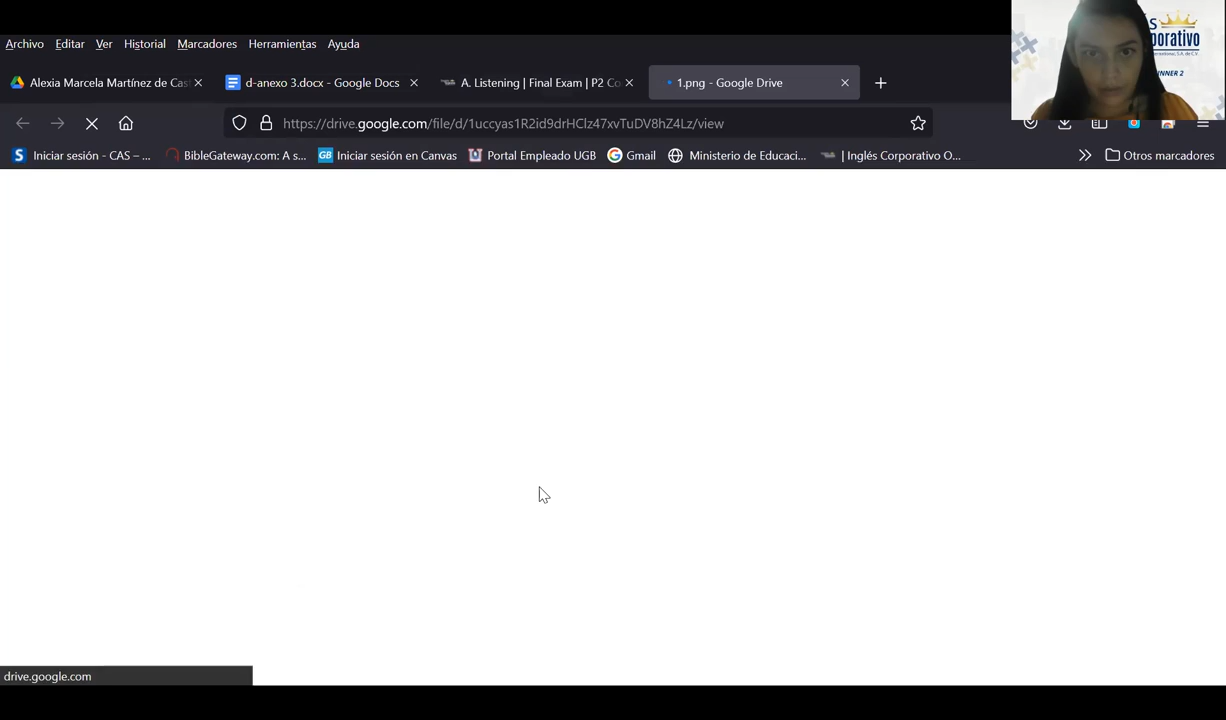 Archivo Editar Ver Historial Marcadores Herramientas Ayuda
Alexia Marcela Martínez de Cas
d-anexo 3.docx - Google Docs
A. Listening | Final Exam | P2 Co
1.png - Google Drive
https://drive.google.com/file/d/1uccyas1R2id9drHClz47xvTuDV8hZ4Lz/view
Iniciar sesión - CAS – ...
BibleGateway.com: A s...
GB Iniciar sesión en Canvas
Portal Empleado UGB
Gmail
Ministerio de Educaci...
| Inglés Corporativo O...
Otros marcadores
drive.google.com